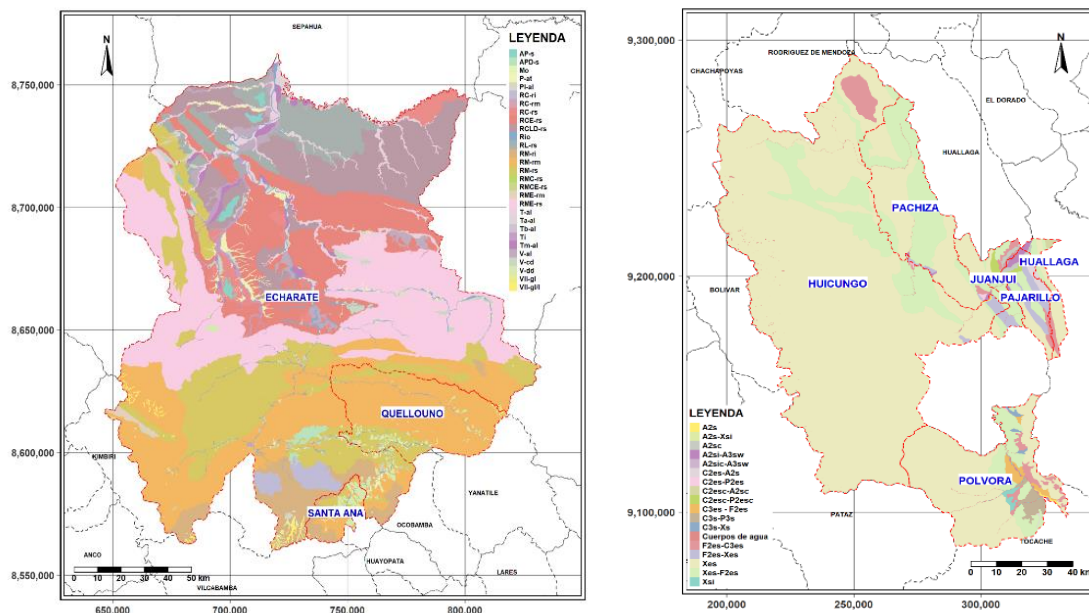 SEPAHUA
N
LEYENDA
AP-s
APD-s
Mo
P-al
Pi-al
RC-ri
RC-rm
RC-rs
RCE-rs
RCLD-rs
Rio
RL-rs
RM-ri
RM-rm
RM-rs
RMC-rs
RMCE-rs
RME-rm
RME-rs
T-al
Ta-al
Tb-al
Ti
Tm-al
V-al
V-cd
V-dd
VII-gl
VII-gl/l
8,750,000
8,700,000
8,650,000
8,600,000
8,550,000
ECHARATE
QUELLOUNO
KIMBIRI
YANATILE
SANTA ANA
OCOBAMBA
ANCO
HUAYOPATA
LARES
VILCABAMBA
0 10 20 30 40 50
km
650,000 700,000 750,000 800,000
9,300,000
9,200,000
9,100,000
RODRIGUEZ DE MENDOZA
N
CHACHAPOYAS
EL DORADO
HUALLAGA
PACHIZA
HUALLAGA
JUANJUI
HUICUNGO
PAJARILLO
BOLIVAR
LEYENDA
A2s
A2s-Xsi
A2sc
A2si-A3sw
A2sic-A3sw
C2es-A2s
C2es-P2es
C2esc-A2sc
C2esc-P2esc
C3es - F2es
C3s-P3s
C3s-Xs
Cuerpos de agua
F2es-C3es
F2es-Xes
Xes
Xes-F2es
Xsi
POLVORA
PATAZ
TOCACHE
0 10 20 30 40
km
200,000 250,000 300,000